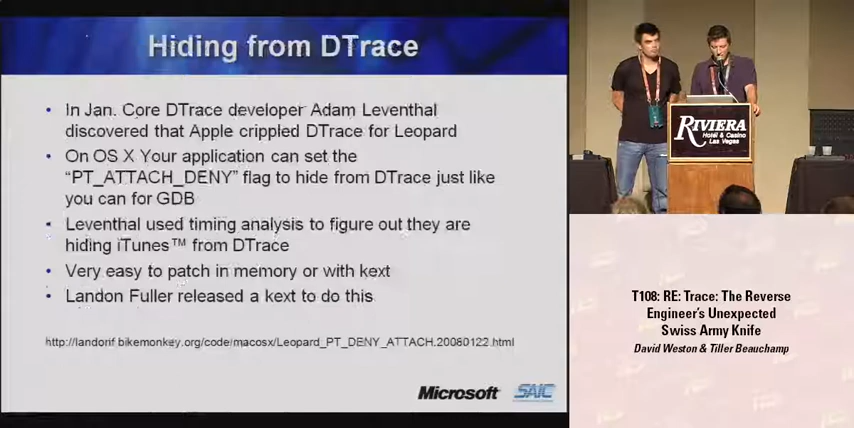 Hiding from DTrace
• In Jan. Core DTrace developer Adam Leventhal
discovered that Apple crippled DTrace for Leopard
• On OS X Your application can set the
“PT_ATTACH_DENY” flag to hide from DTrace just like
you can for GDB
• Leventhal used timing analysis to figure out they are
hiding iTunes™ from DTrace
• Very easy to patch in memory or with kext
• Landon Fuller released a kext to do this
http://landonf.bikemonkey.org/code/macosx/Leopard_PT_DENY_ATTACH.20080122.html
Microsoft SAIC
RIVIERA
Hotel & Casino
Las Vegas
T108: RE: Trace: The Reverse
Engineer's Unexpected
Swiss Army Knife
David Weston & Tiller Beauchamp